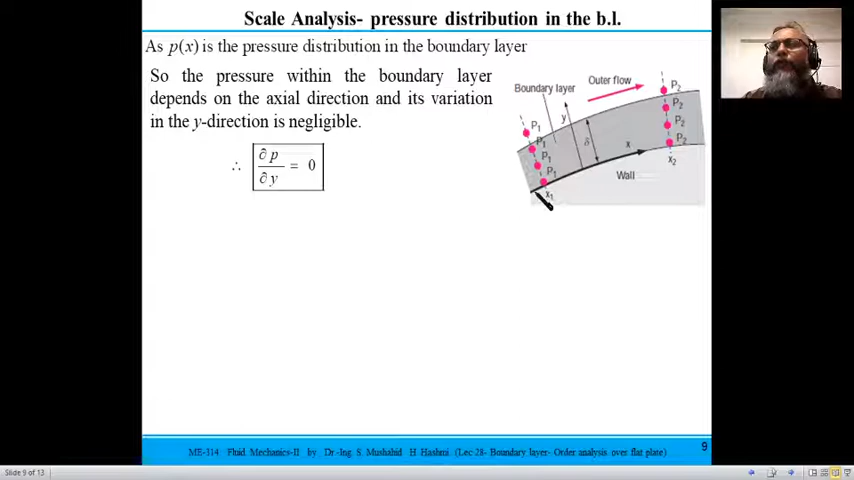 Scale Analysis- pressure distribution in the b.l.
As p(x) is the pressure distribution in the boundary layer
So the pressure within the boundary layer
depends on the axial direction and its variation
in the y-direction is negligible.
∴ ∂p/∂y = 0
Boundary layer
Outer flow
y
δ
x
Wall
P1
P1
P1
P1
x1
P2
P2
P2
P2
x2
ME-314 Fluid Mechanics-II by Dr.-Ing. S. Mushahid H. Hashmi (Lec-28- Boundary layer- Order analysis over flat plate)
9
Slide 9 of 13